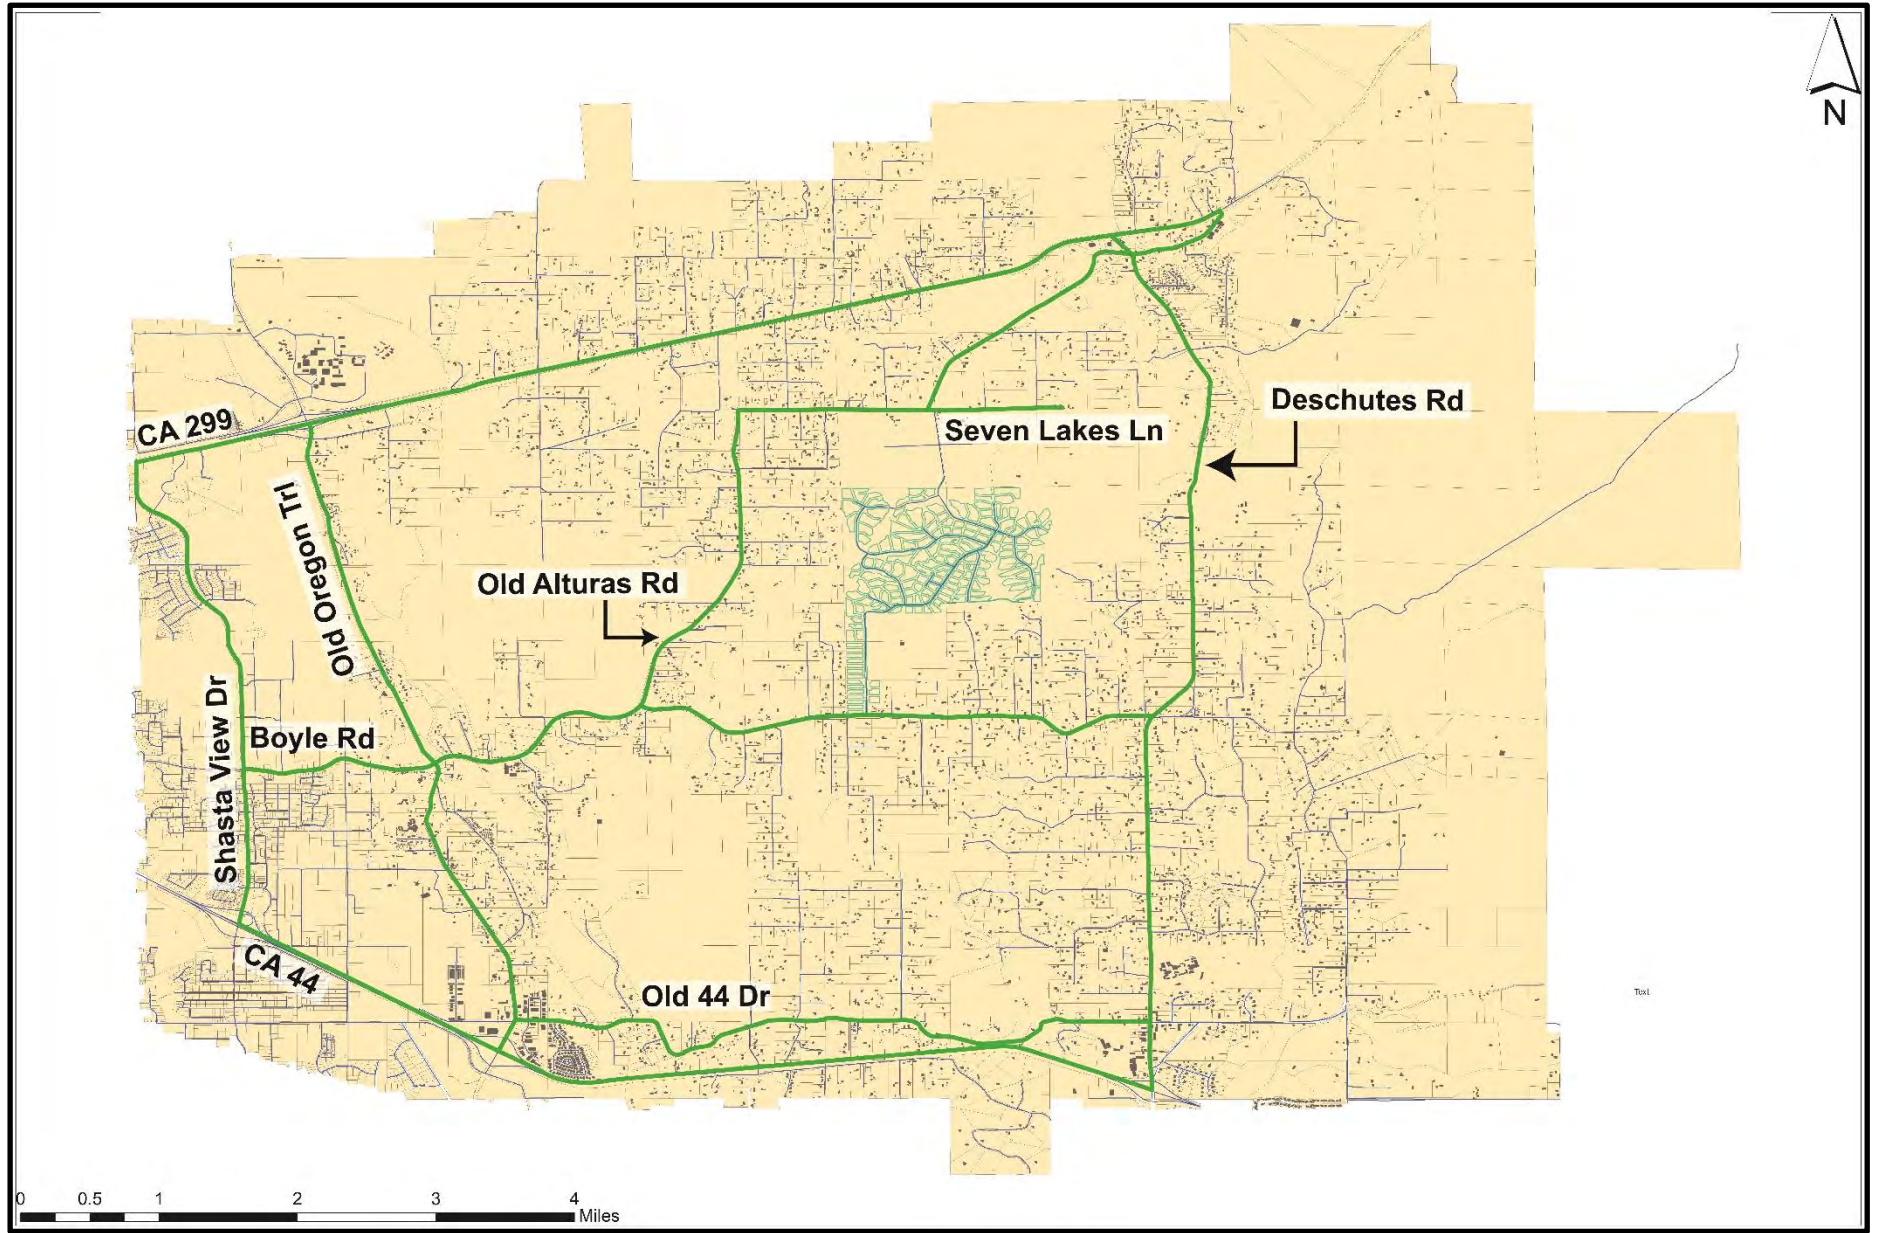 N
Deschutes Rd
CA 299
Seven Lakes Ln
Old Oregon Trl
Old Alturas Rd
Shasta View Dr
Boyle Rd
CA 44
Old 44 Dr
Text
0 0.5 1 2 3 4
Miles